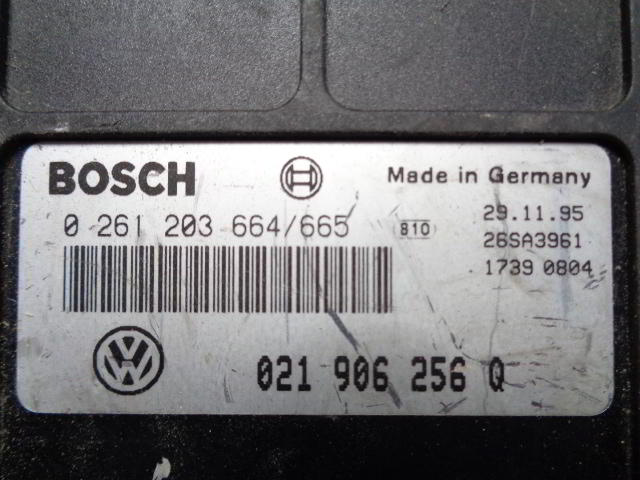 BOSCH
Made in Germany
0 261 203 664/665
810
29.11.95
26SA3961
1739 0804
021 906 256 Q